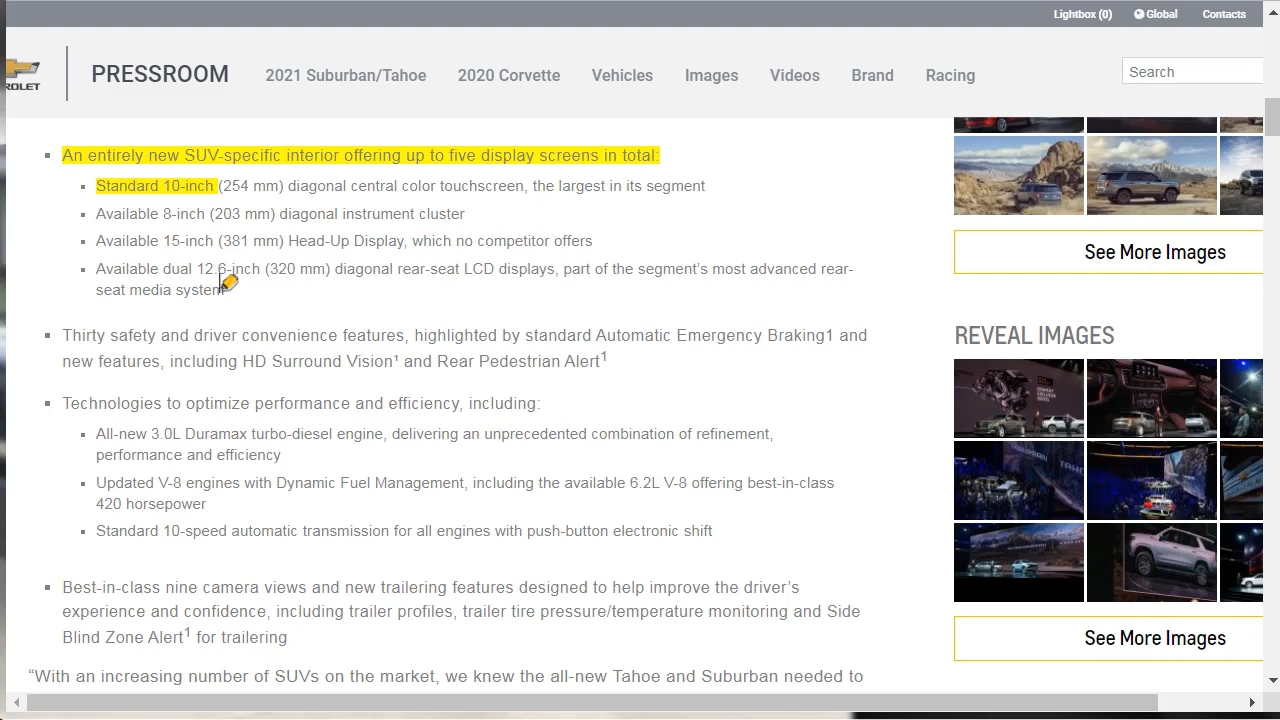 Lightbox (0) Global Contacts
ROLET
PRESSROOM 2021 Suburban/Tahoe 2020 Corvette Vehicles Images Videos Brand Racing Search
An entirely new SUV-specific interior offering up to five display screens in total:
Standard 10-inch (254 mm) diagonal central color touchscreen, the largest in its segment
Available 8-inch (203 mm) diagonal instrument cluster
Available 15-inch (381 mm) Head-Up Display, which no competitor offers
Available dual 12.6-inch (320 mm) diagonal rear-seat LCD displays, part of the segment's most advanced rear-
seat media system
Thirty safety and driver convenience features, highlighted by standard Automatic Emergency Braking1 and
new features, including HD Surround Vision¹ and Rear Pedestrian Alert¹
Technologies to optimize performance and efficiency, including:
All-new 3.0L Duramax turbo-diesel engine, delivering an unprecedented combination of refinement,
performance and efficiency
Updated V-8 engines with Dynamic Fuel Management, including the available 6.2L V-8 offering best-in-class
420 horsepower
Standard 10-speed automatic transmission for all engines with push-button electronic shift
Best-in-class nine camera views and new trailering features designed to help improve the driver's
experience and confidence, including trailer profiles, trailer tire pressure/temperature monitoring and Side
Blind Zone Alert¹ for trailering
“With an increasing number of SUVs on the market, we knew the all-new Tahoe and Suburban needed to
See More Images
REVEAL IMAGES
See More Images